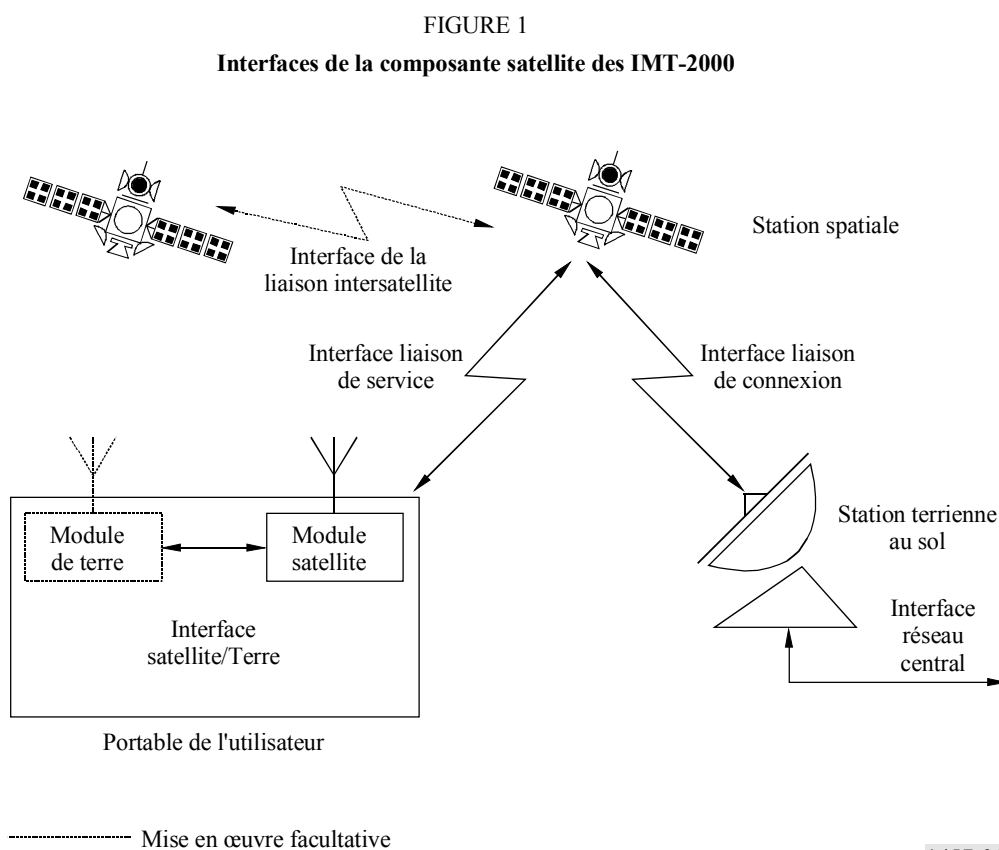 FIGURE 1
Interfaces de la composante satellite des IMT-2000
Station spatiale
Interface de la
liaison intersatellite
Interface liaison
de service
Interface liaison
de connexion
Module
de terre
Module
satellite
Station terrienne
au sol
Interface
satellite/Terre
Interface
réseau
central
Portable de l'utilisateur
Mise en œuvre facultative